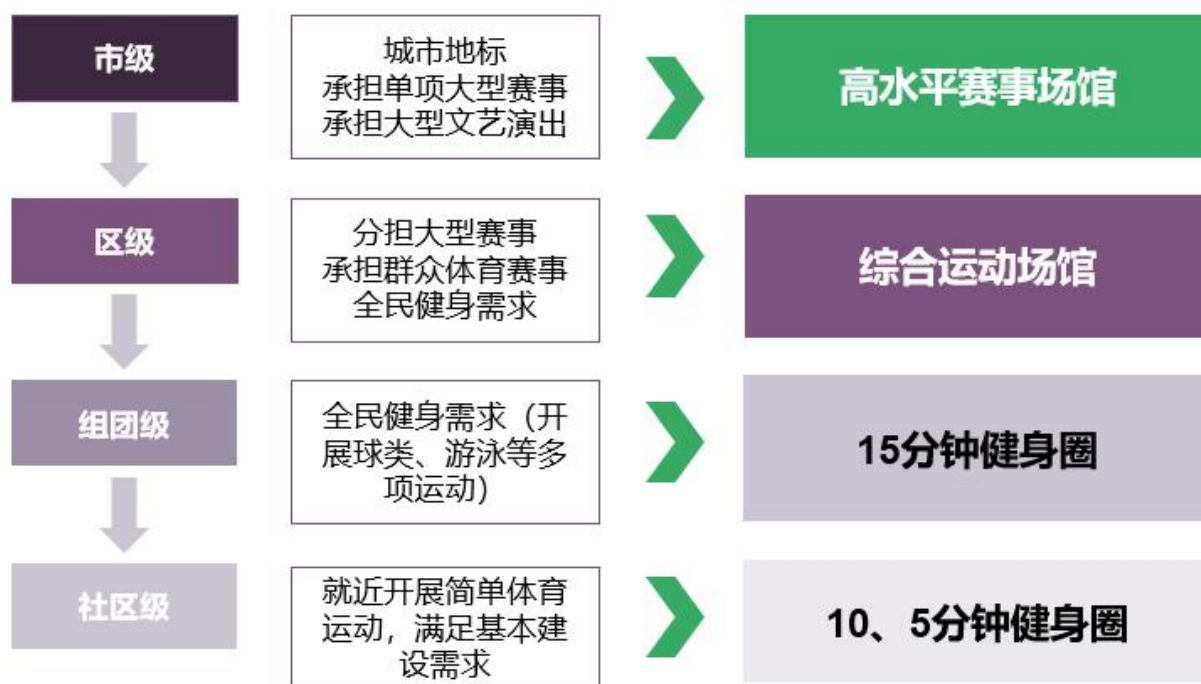 市级
城市地标
承担单项大型赛事
承担大型文艺演出
高水平赛事场馆
区级
分担大型赛事
承担群众体育赛事
全民健身需求
综合运动场馆
组团级
全民健身需求（开
展球类、游泳等多
项运动）
15分钟健身圈
社区级
就近开展简单体育
运动，满足基本建
设需求
10、5分钟健身圈